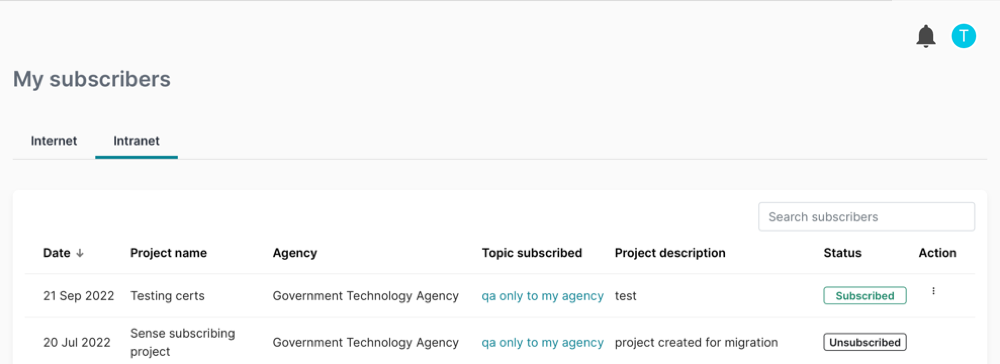 T
My subscribers
Internet Intranet
Search subscribers
Date ↓ Project name Agency Topic subscribed Project description Status Action
21 Sep 2022 Testing certs Government Technology Agency qa only to my agency test Subscribed
20 Jul 2022 Sense subscribing project Government Technology Agency qa only to my agency project created for migration Unsubscribed